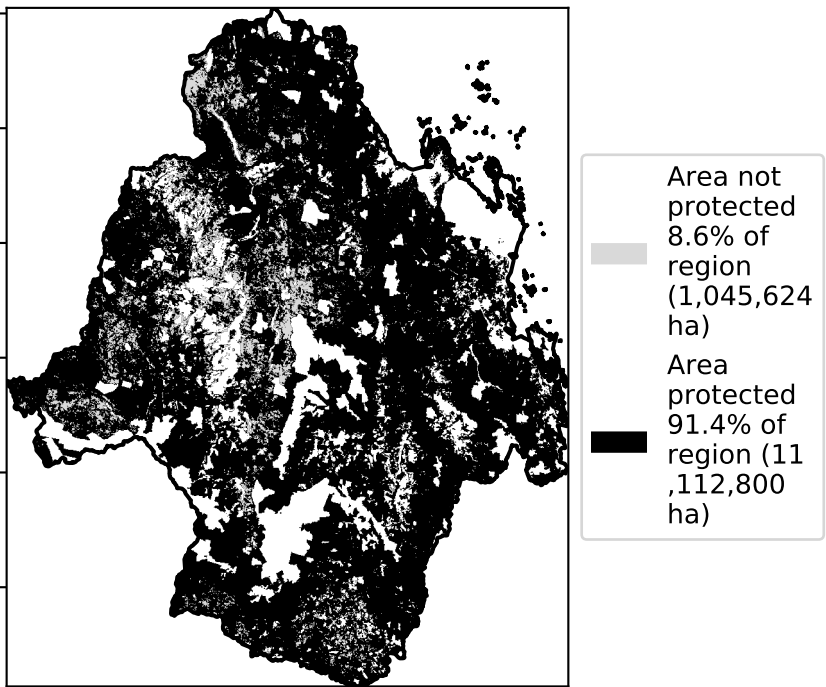 Area not
protected
8.6% of
region
(1,045,624
ha)
Area
protected
91.4% of
region (11
,112,800
ha)